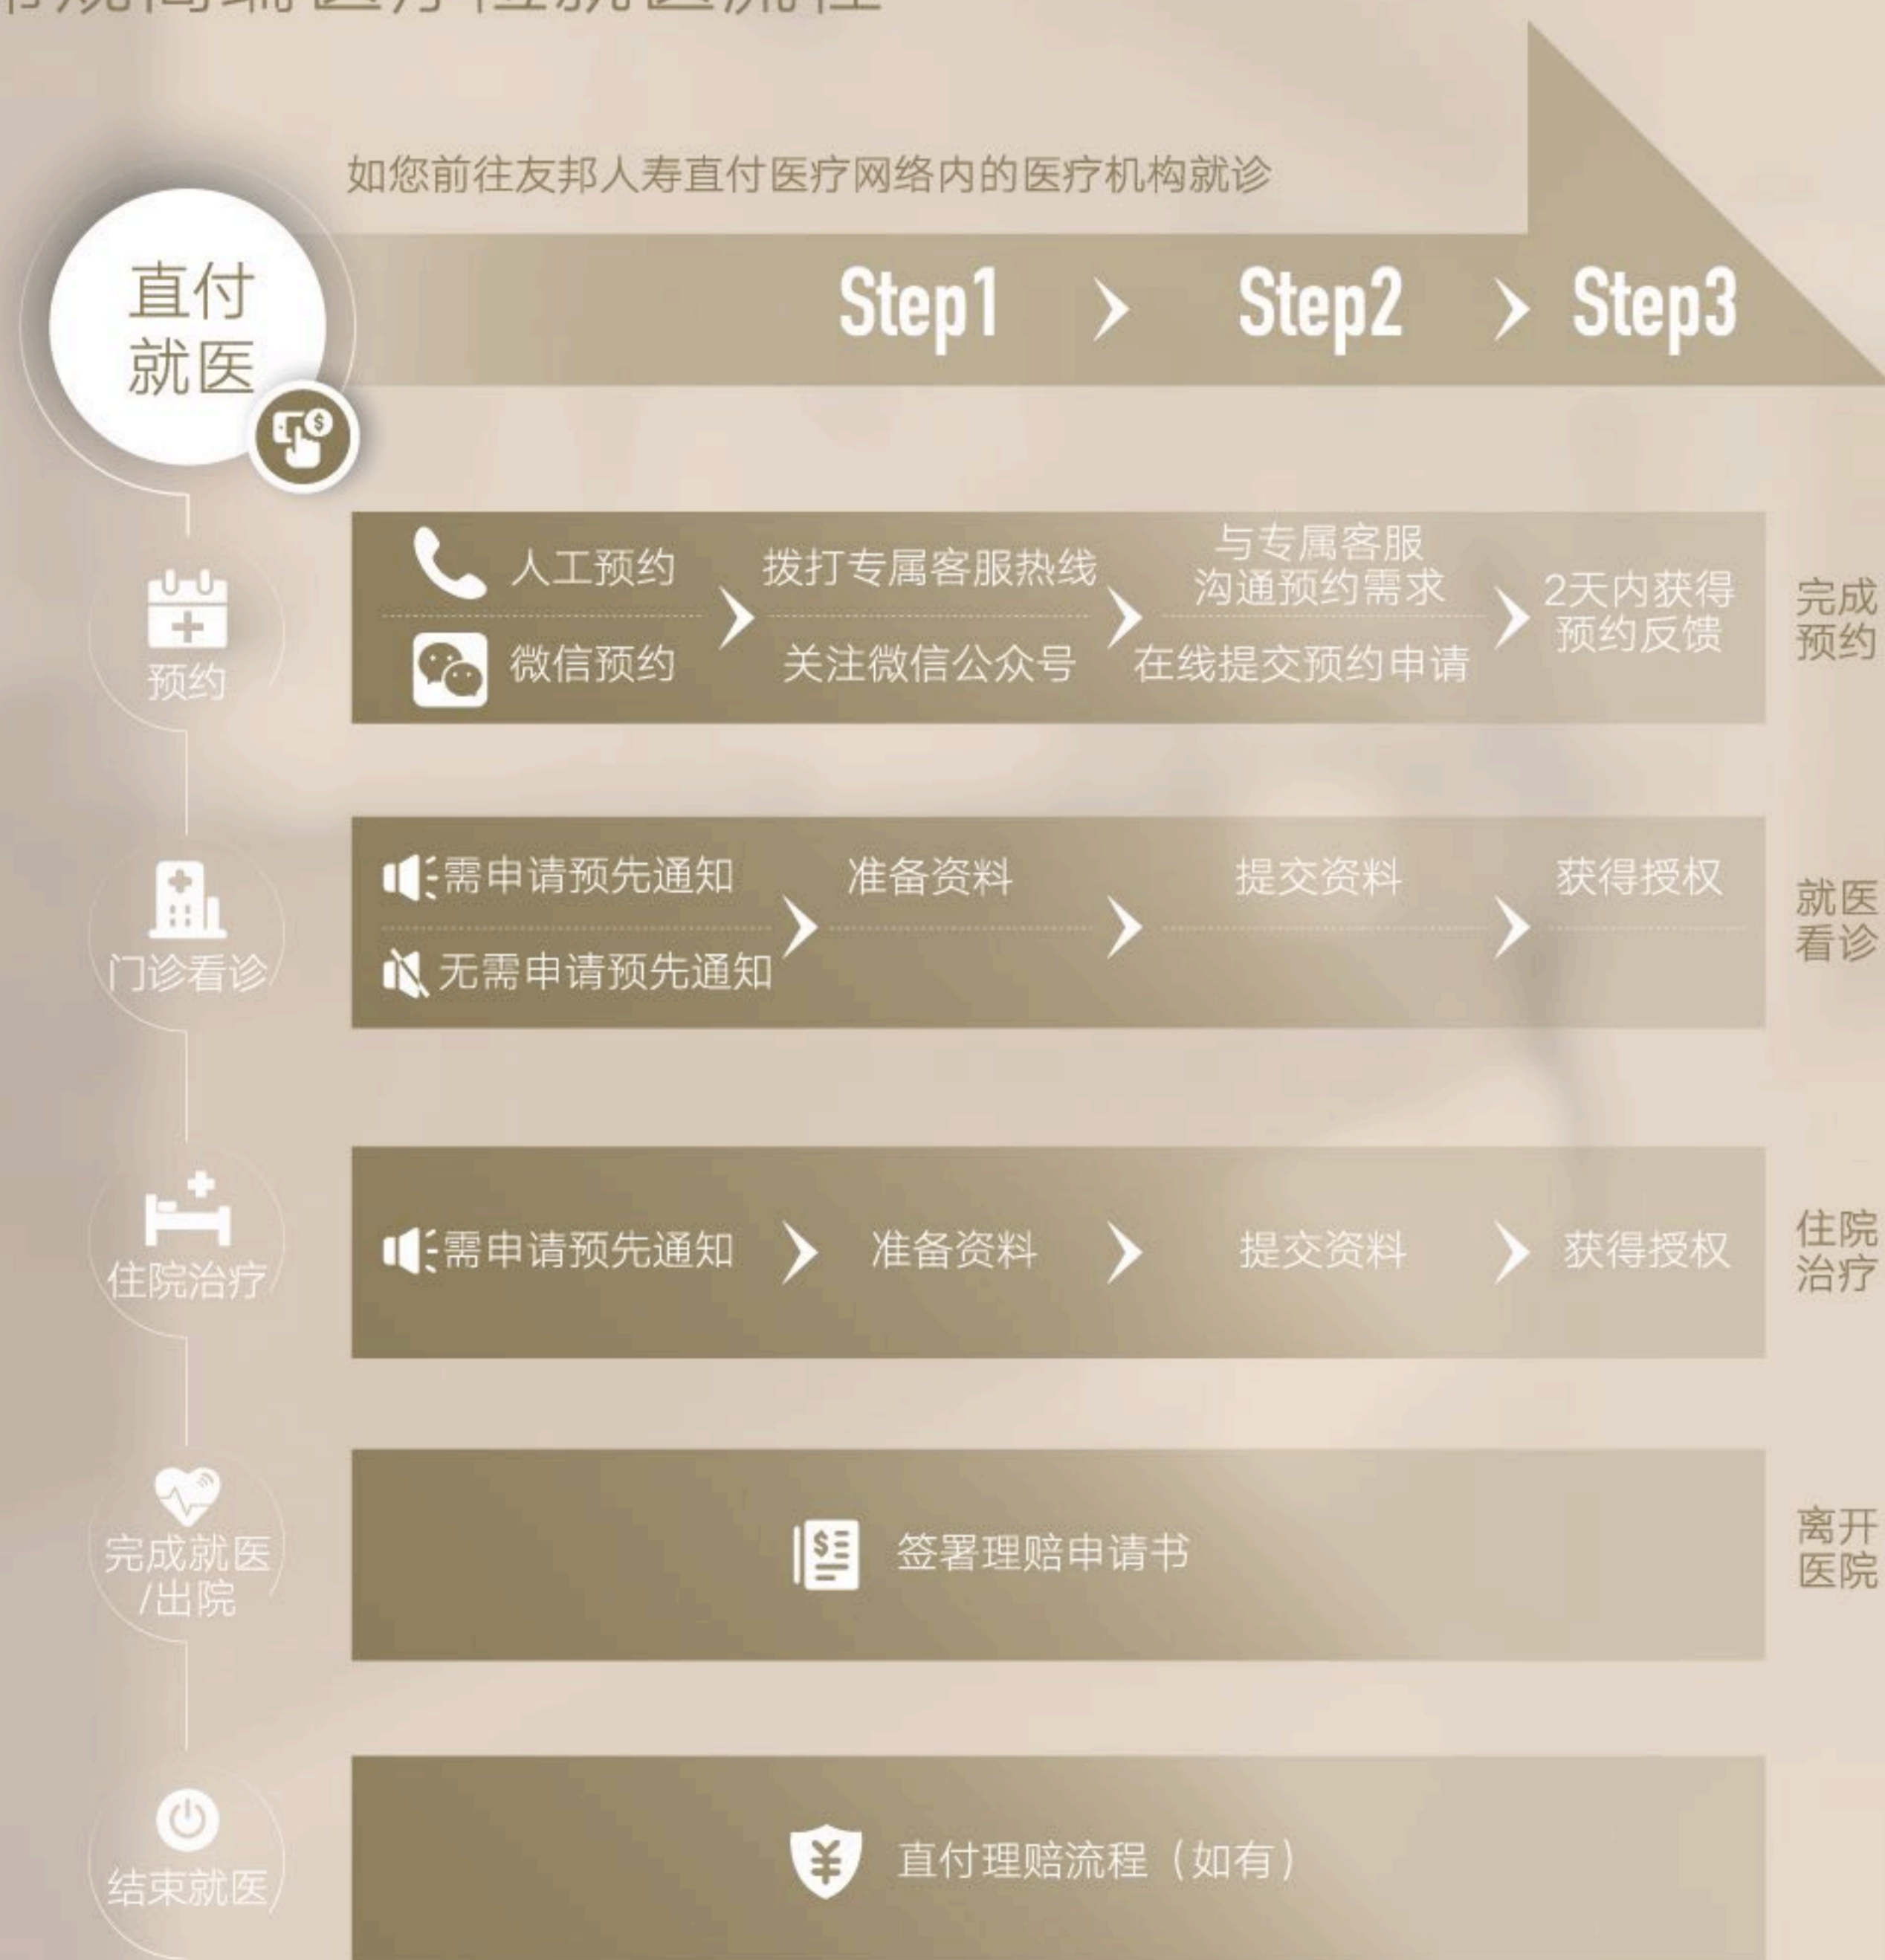 如您前往友邦人寿直付医疗网络内的医疗机构就诊
直付
就医
Step1
Step2
Step3
预约
人工预约
拨打专属客服热线
与专属客服
沟通预约需求
微信预约
关注微信公众号
在线提交预约申请
2天内获得
预约反馈
完成
预约
门诊看诊
需申请预先通知
准备资料
提交资料
获得授权
无需申请预先通知
就医
看诊
住院治疗
需申请预先通知
准备资料
提交资料
获得授权
住院
治疗
完成就医
/出院
签署理赔申请书
离开
医院
结束就医
直付理赔流程（如有）